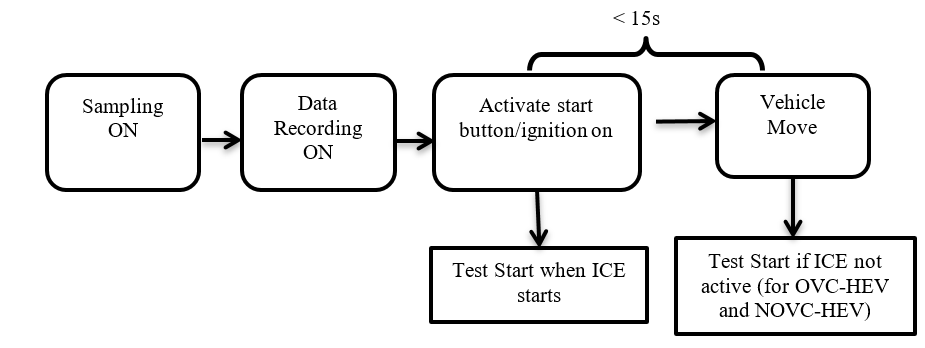 < 15s
Sampling
ON
Data
Recording
ON
Activate start
button/ignition on
Vehicle
Move
Test Start when ICE
starts
Test Start if ICE not
active (for OVC-HEV
and NOVC-HEV)